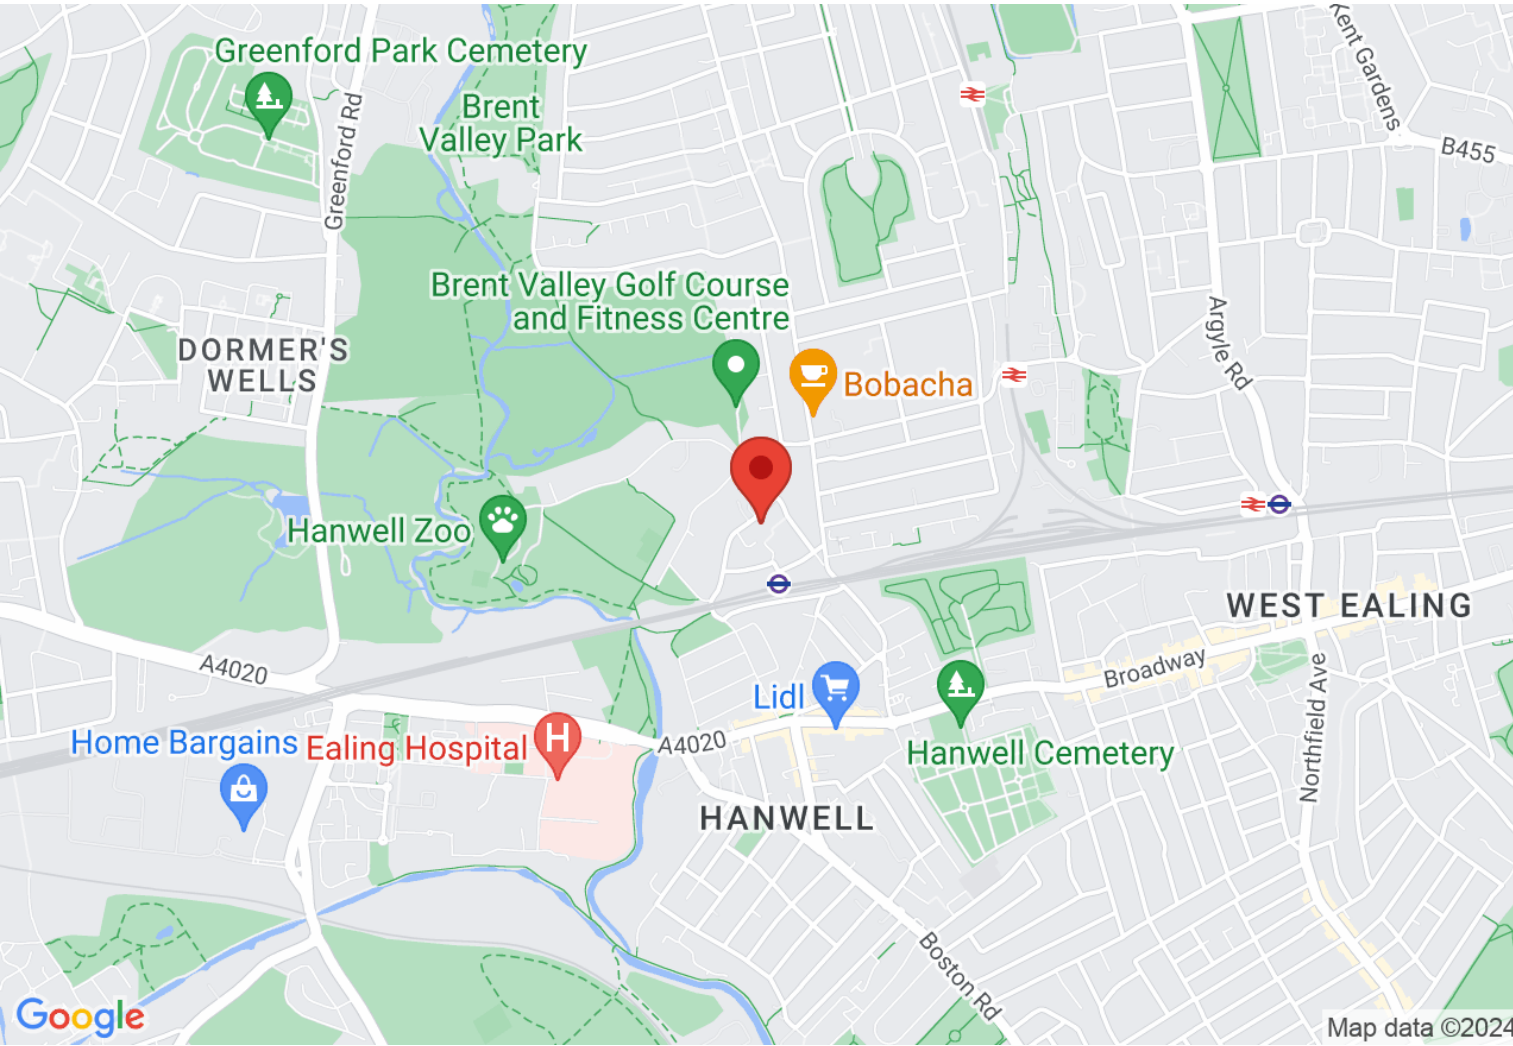 Greenford Park Cemetery
Kent Gardens
Greenford Rd
Brent
Valley Park
B455
Brent Valley Golf Course
and Fitness Centre
Argyle Rd
DORMER'S
WELLS
Bobacha
Hanwell Zoo
WEST EALING
A4020
Broadway
Lidl
Northfield Ave
Home Bargains
Ealing Hospital
H
A4020
Hanwell Cemetery
HANWELL
Boston Rd
Google
Map data ©2024